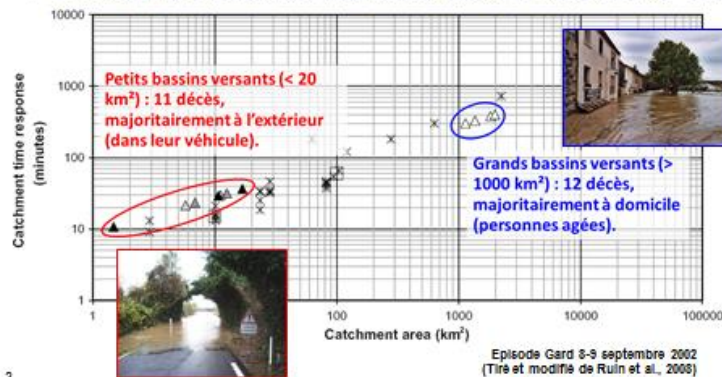 10000
1000
100
10
1
Catchment time response
(minutes)
Petits bassins versants (< 20
km²) : 11 décès,
majoritairement à l'extérieur
(dans leur véhicule).
Grands bassins versants (>
1000 km²) : 12 décès,
majoritairement à domicile
(personnes agées).
1
10
100
1000
10000
100000
Catchment area (km²)
Episode Gard 8-9 septembre 2002
(Tiré et modifié de Ruin et al., 2008)